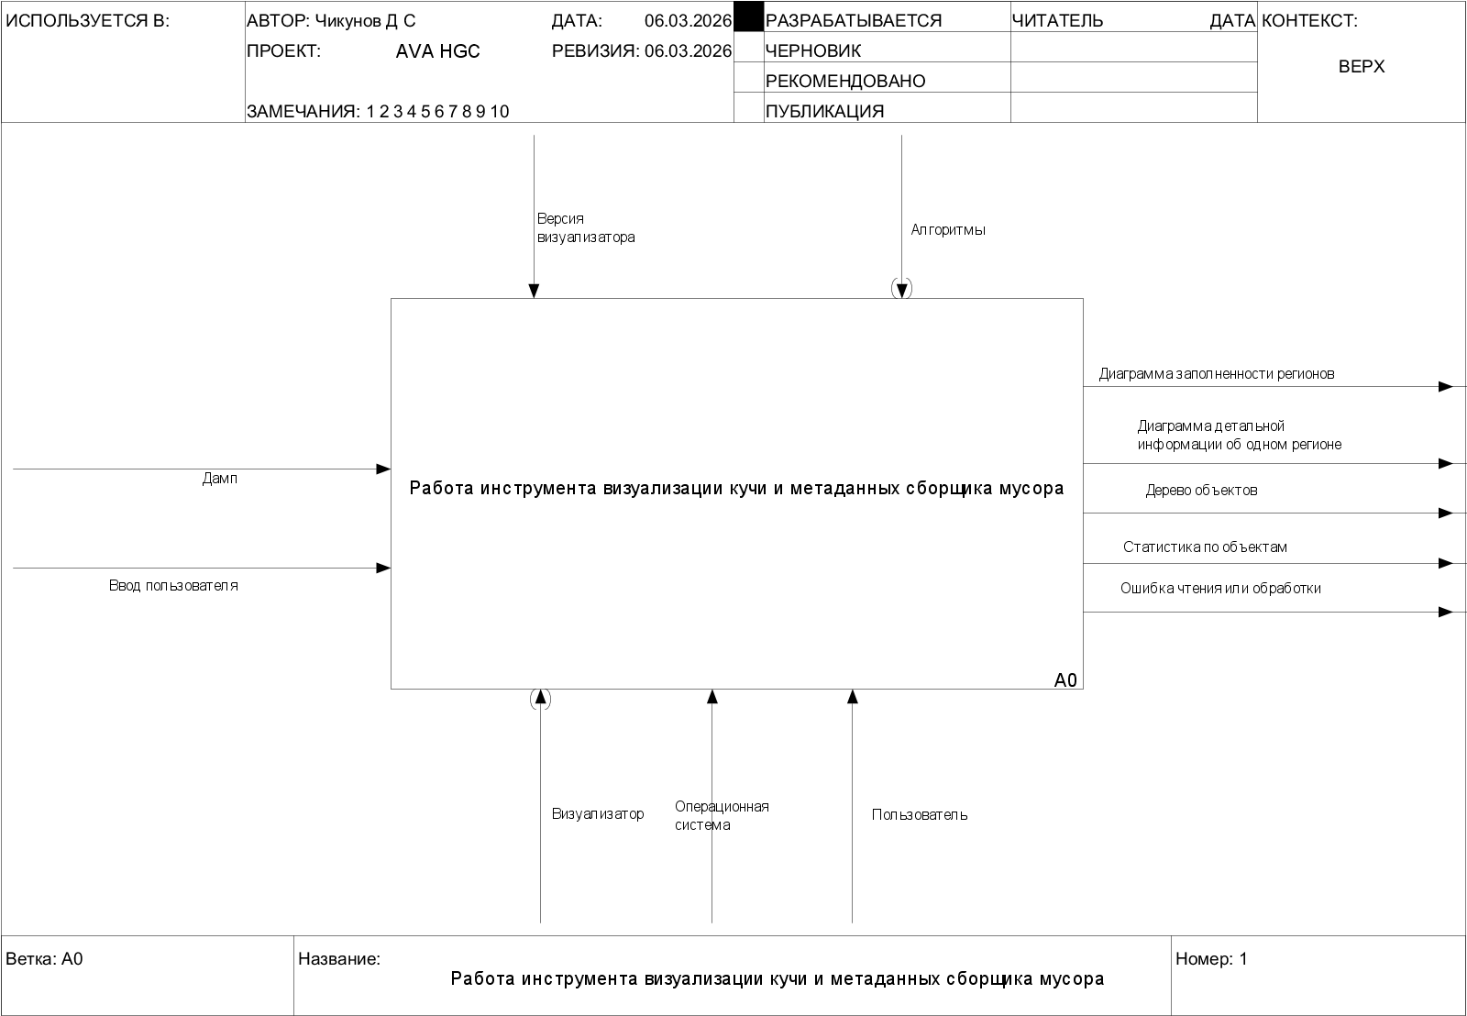 ИСПОЛЬЗУЕТСЯ В:
АВТОР: Чикунов Д С
ДАТА: 06.03.2026
ПРОЕКТ: AVA HGC
РЕВИЗИЯ: 06.03.2026
ЗАМЕЧАНИЯ: 1 2 3 4 5 6 7 8 9 10
РАЗРАБАТЫВАЕТСЯ
ЧЕРНОВИК
РЕКОМЕНДОВАНО
ПУБЛИКАЦИЯ
ЧИТАТЕЛЬ ДАТА
КОНТЕКСТ:
ВЕРХ
Версия
визуализатора
Алгоритмы
Диаграмма заполненности регионов
Диаграмма детальной
информации об одном регионе
Дамп
Работа инструмента визуализации кучи и метаданных сборщика мусора
Дерево объектов
Статистика по объектам
Ввод пользователя
Ошибка чтения или обработки
A0
Визуализатор
Операционная
система
Пользователь
Ветка: A0
Название:
Работа инструмента визуализации кучи и метаданных сборщика мусора
Номер: 1